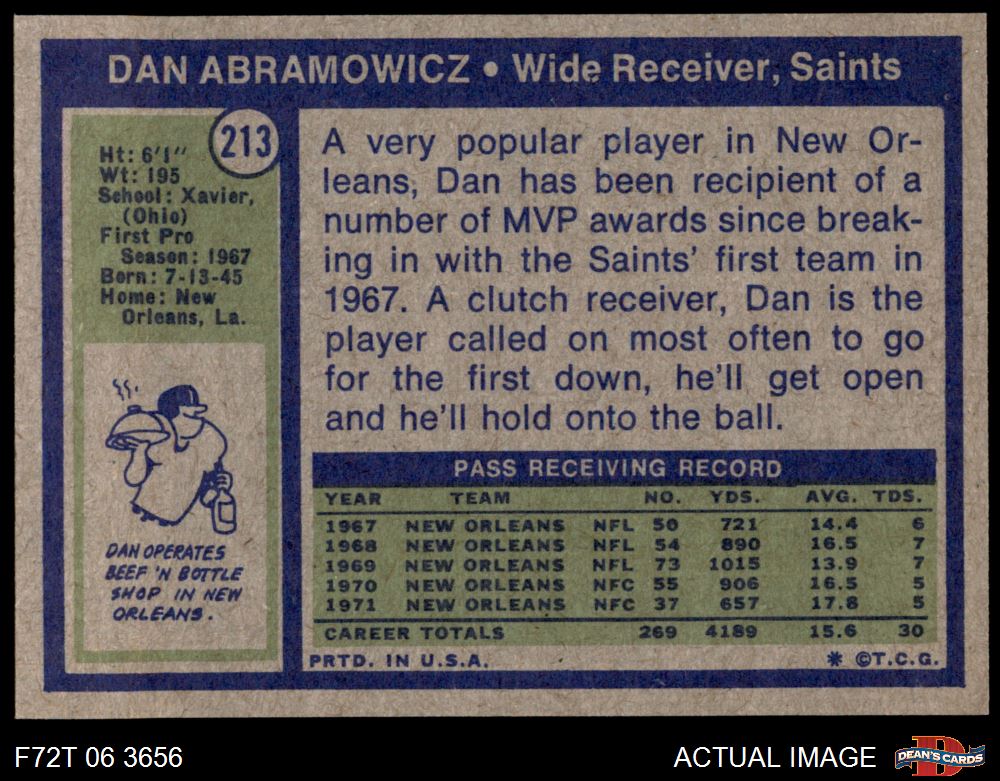 DAN ABRAMOWICZ • Wide Receiver, Saints
213
Ht: 6'1"
Wt: 195
School: Xavier,
(Ohio)
First Pro
Season: 1967
Born: 7-13-45
Home: New
Orleans, La.
DAN OPERATES
BEEF 'N BOTTLE
SHOP IN NEW
ORLEANS.
A very popular player in New Or-
leans, Dan has been recipient of a
number of MVP awards since break-
ing in with the Saints' first team in
1967. A clutch receiver, Dan is the
player called on most often to go
for the first down, he'll get open
and he'll hold onto the ball.
PASS RECEIVING RECORD
YEAR TEAM NO. YDS. AVG. TDS.
1967 NEW ORLEANS NFL 50 721 14.4 6
1968 NEW ORLEANS NFL 54 890 16.5 7
1969 NEW ORLEANS NFL 73 1015 13.9 7
1970 NEW ORLEANS NFC 55 906 16.5 5
1971 NEW ORLEANS NFC 37 657 17.8 5
CAREER TOTALS 269 4189 15.6 30
PRTD. IN U.S.A. * ©T.C.G.
F72T 06 3656 ACTUAL IMAGE
D
DEAN'S CARDS